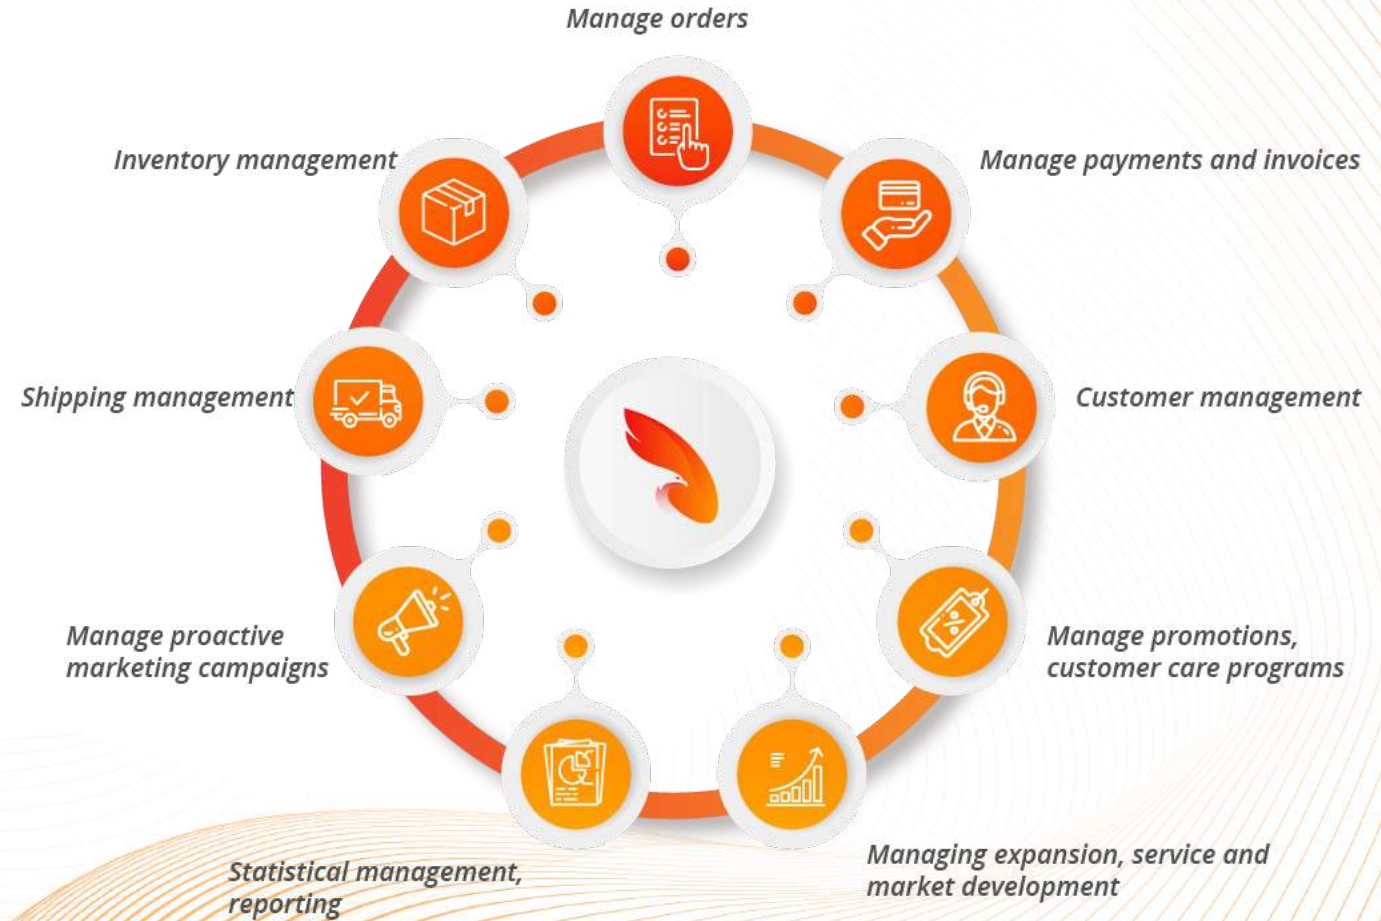 Manage orders
Inventory management
Manage payments and invoices
Shipping management
Customer management
Manage proactive
marketing campaigns
Manage promotions,
customer care programs
Statistical management,
reporting
Managing expansion, service and
market development